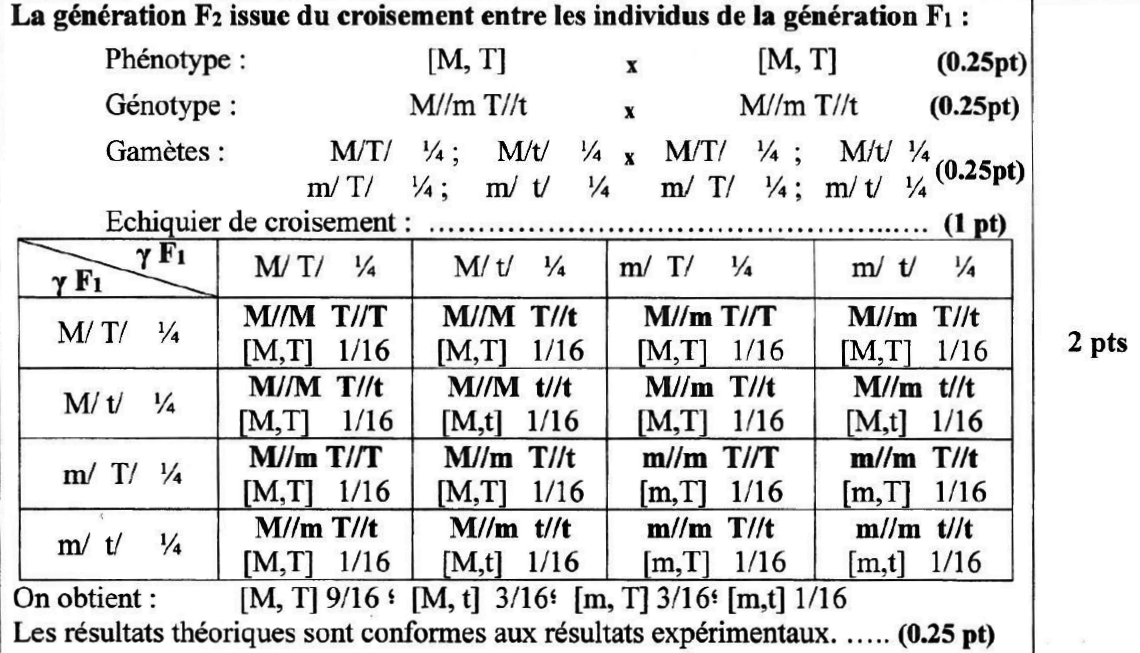 La génération F2 issue du croisement entre les individus de la génération F1 :
Phénotype : [M, T] x [M, T] (0.25pt)
Génotype : M//m T//t x M//m T//t (0.25pt)
Gamètes : M/T/ ¼ ; M/t/ ¼ x M/T/ ¼ ; M/t/ ¼
m/ T/ ¼ ; m/ t/ ¼ m/ T/ ¼ ; m/ t/ ¼ (0.25pt)
Echiquier de croisement : ................................................... (1 pt)
γ F1
γ F1
M/ T/ ¼ M/ t/ ¼ m/ T/ ¼ m/ t/ ¼
M/ T/ ¼
M//M T//T M//M T//t M//m T//T M//m T//t
[M,T] 1/16 [M,T] 1/16 [M,T] 1/16 [M,T] 1/16
M/ t/ ¼
M//M T//t M//M t//t M//m T//t M//m t//t
[M,T] 1/16 [M,t] 1/16 [M,T] 1/16 [M,t] 1/16
m/ T/ ¼
M//m T//T M//m T//t m//m T//T m//m T//t
[M,T] 1/16 [M,T] 1/16 [m,T] 1/16 [m,T] 1/16
m/ t/ ¼
M//m T//t M//m t//t m//m T//t m//m t//t
[M,T] 1/16 [M,t] 1/16 [m,T] 1/16 [m,t] 1/16
2 pts
On obtient : [M, T] 9/16 ؛ [M, t] 3/16؛ [m, T] 3/16؛ [m,t] 1/16
Les résultats théoriques sont conformes aux résultats expérimentaux. ..... (0.25 pt)